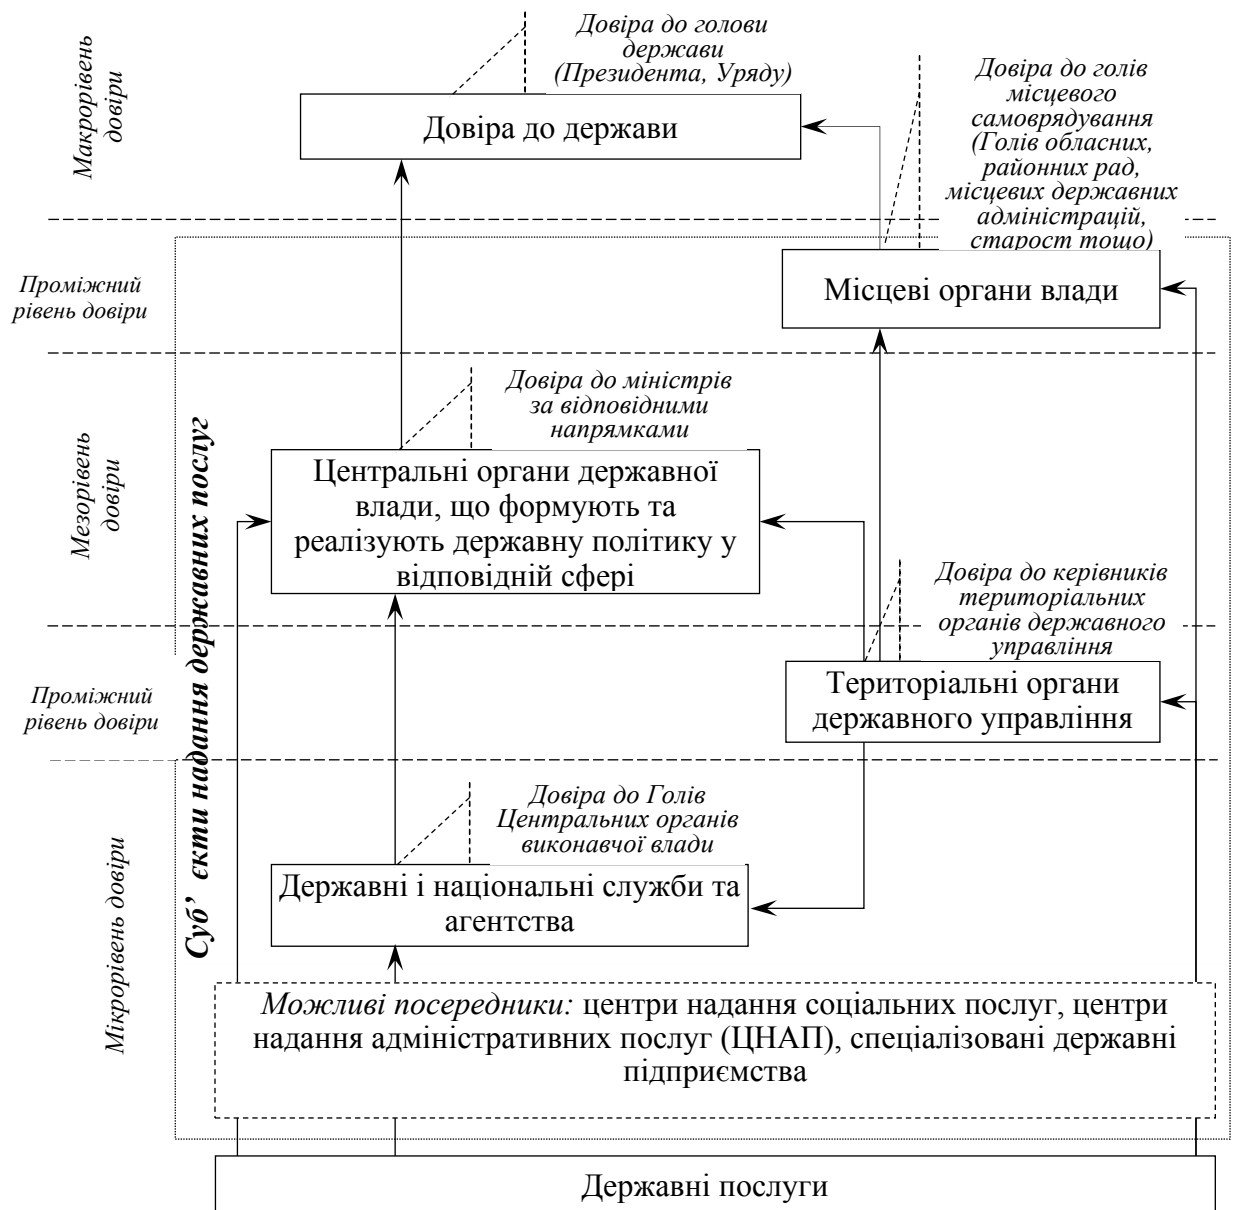 Макрорівень
довіри
Довіра до голови
держави
(Президента, Уряду)
Довіра до держави
Довіра до голів
місцевого
самоврядування
(Голів обласних,
районних рад,
місцевих державних
адміністрацій,
старост тощо)
Проміжний
рівень довіри
Місцеві органи влади
Мезорівень
довіри
Довіра до міністрів
за відповідними
напрямками
Центральні органи державної
влади, що формують та
реалізують державну політику у
відповідній сфері
Довіра до керівників
територіальних
органів державного
управління
Суб’ єкти надання державних послуг
Проміжний
рівень довіри
Територіальні органи
державного управління
Мікрорівень довіри
Довіра до Голів
Центральних органів
виконавчої влади
Державні і національні служби та
агентства
Можливі посередники: центри надання соціальних послуг, центри
надання адміністративних послуг (ЦНАП), спеціалізовані державні
підприємства
Державні послуги